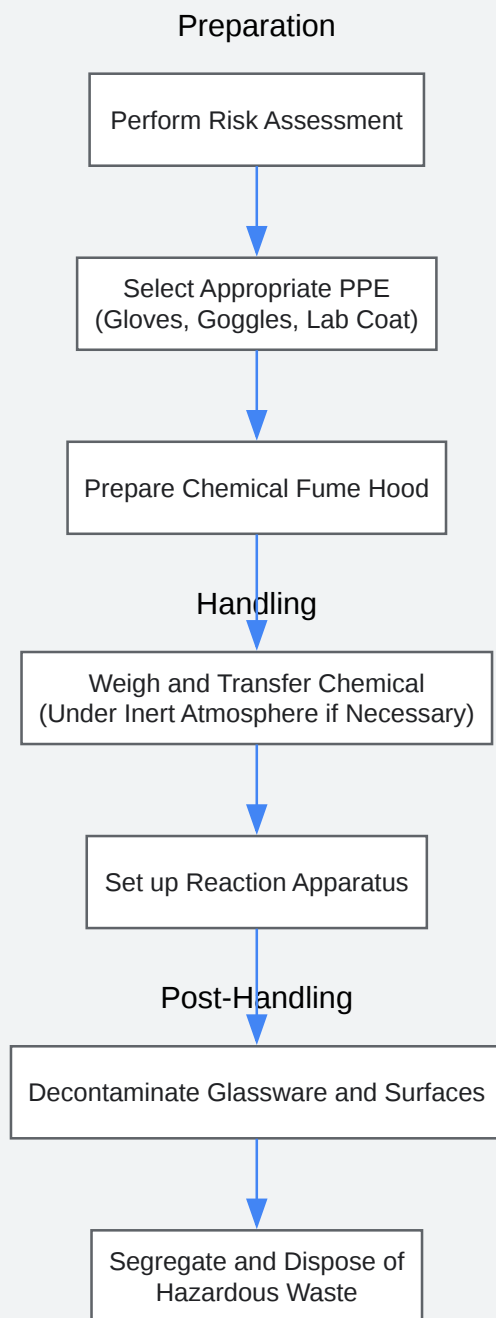 Preparation
Perform Risk Assessment
Select Appropriate PPE
(Gloves, Goggles, Lab Coat)
Prepare Chemical Fume Hood
Handling
Weigh and Transfer Chemical
(Under Inert Atmosphere if Necessary)
Set up Reaction Apparatus
Post-Handling
Decontaminate Glassware and Surfaces
Segregate and Dispose of
Hazardous Waste